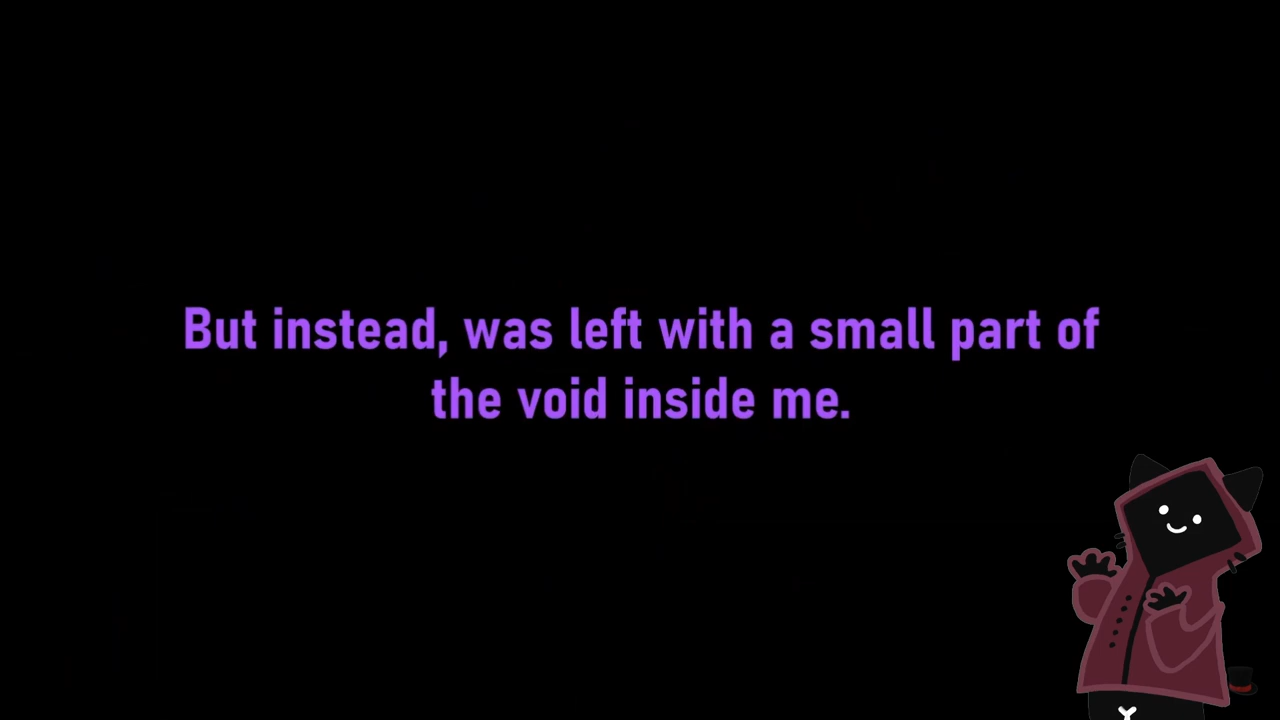 But instead, was left with a small part of
the void inside me.